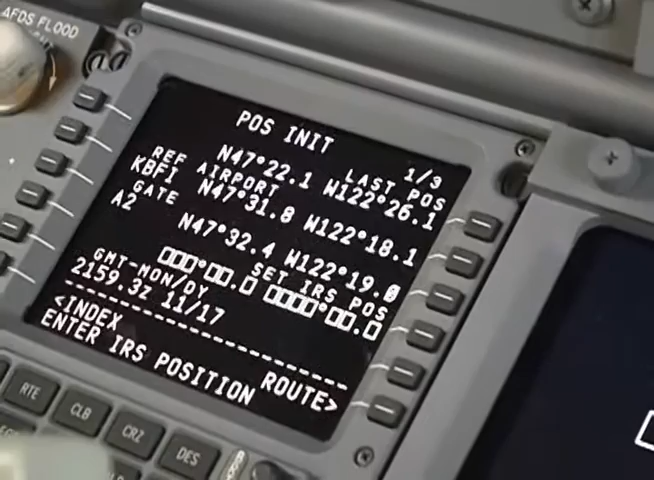 AFDS FLOOD
POS INIT
1/3
LAST POS
N47°22.1 W122°26.1
REF AIRPORT
KBFI N47°31.8 W122°18.1
GATE
A2 N47°32.4 W122°19.0
SET IRS POS
□□□°□□.□ □□□□°□□.□
GMT-MON/DY
2159.3Z 11/17
--------------------
<INDEX ROUTE>
ENTER IRS POSITION
RTE
CLB
CRZ
DES